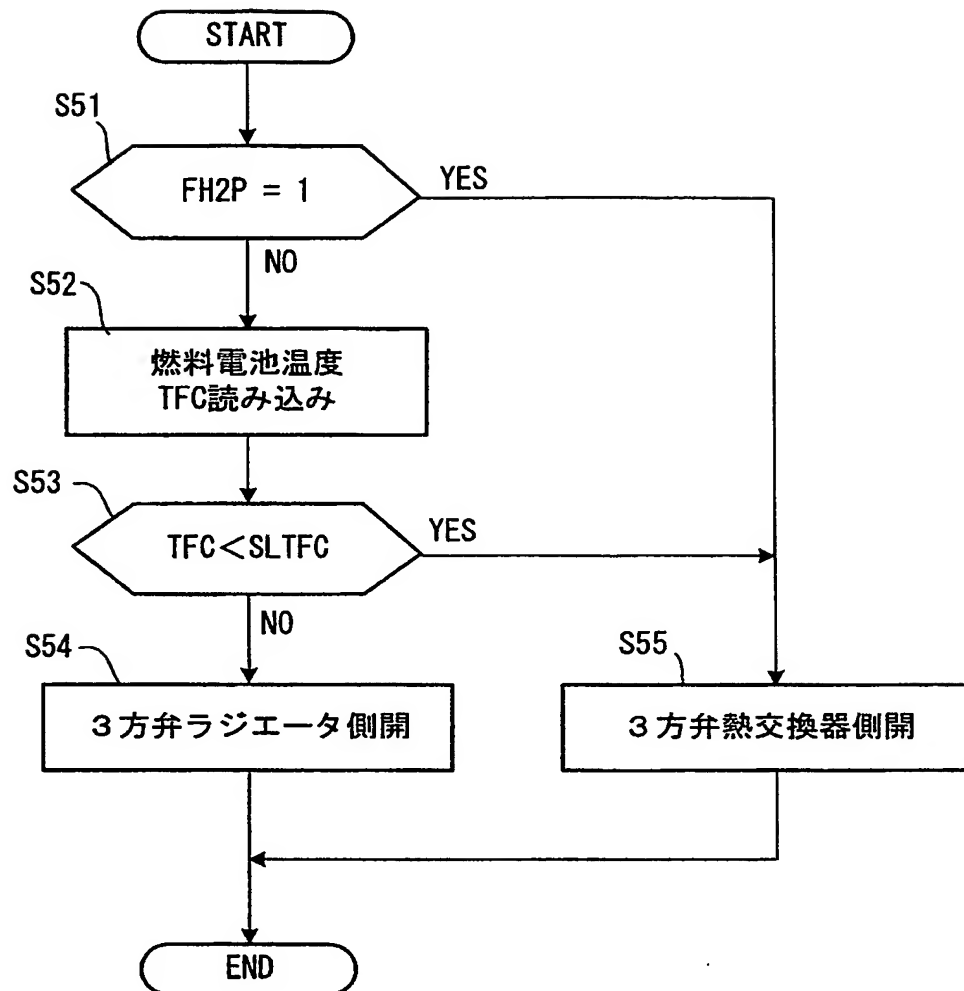 START
S51
FH2P = 1
YES
NO
S52
燃料電池温度
TFC読み込み
S53
TFC＜SLTFC
YES
NO
S54
３方弁ラジエータ側開
S55
３方弁熱交換器側開
END